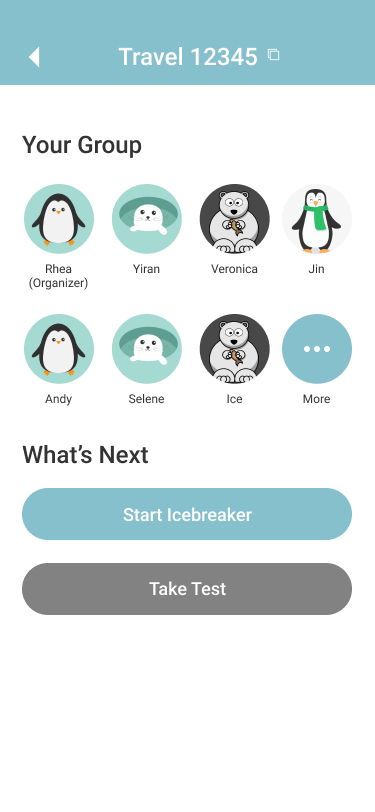 Travel 12345
Your Group
Rhea
(Organizer)
Yiran
Veronica
Jin
Andy
Selene
Ice
More
What's Next
Start Icebreaker
Take Test